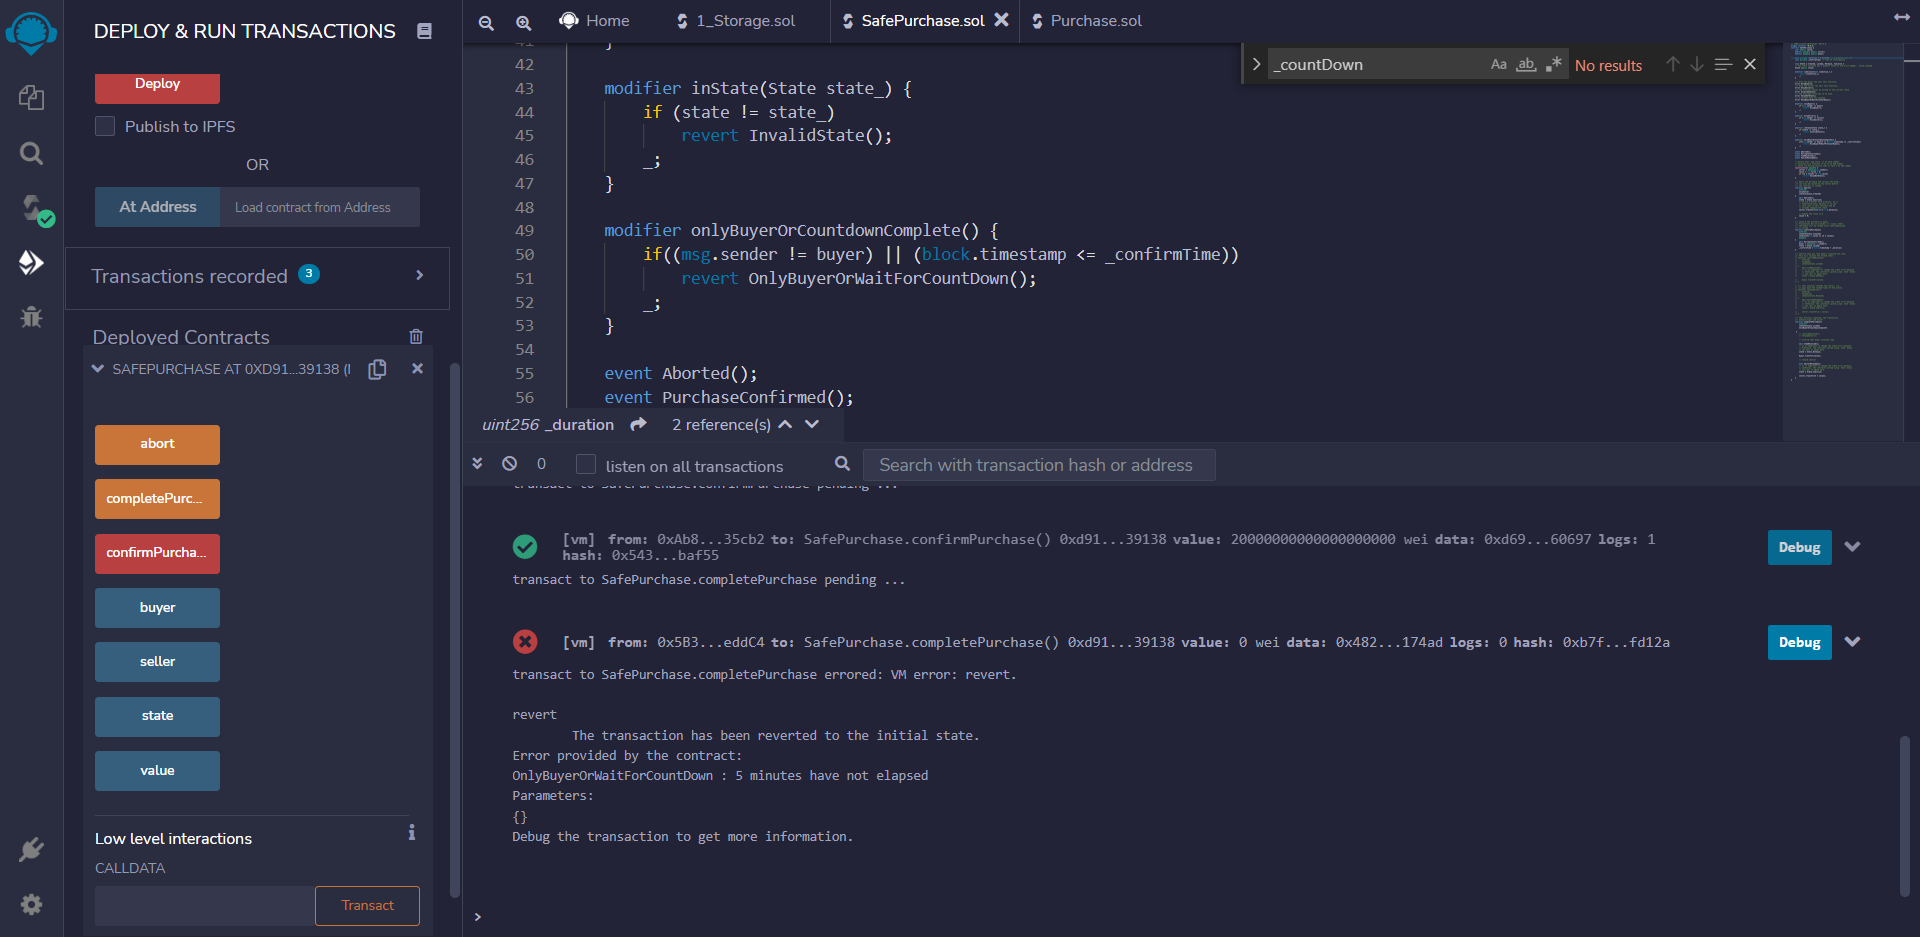 DEPLOY & RUN TRANSACTIONS
Deploy
Publish to IPFS
OR
At Address
Load contract from Address
Transactions recorded 3
Deployed Contracts
SAFEPURCHASE AT 0XD91...39138 (
abort
completePurc...
confirmPurcha...
buyer
seller
state
value
Low level interactions
CALLDATA
Transact
Home
1_Storage.sol
SafePurchase.sol
Purchase.sol
_countDown
Aa
ab
No results
41 }
42
43 modifier inState(State state_) {
44 if (state != state_)
45 revert InvalidState();
46 _;
47 }
48
49 modifier onlyBuyerOrCountdownComplete() {
50 if((msg.sender != buyer) || (block.timestamp <= _confirmTime))
51 revert OnlyBuyerOrWaitForCountDown();
52 _;
53 }
54
55 event Aborted();
56 event PurchaseConfirmed();
uint256 _duration 2 reference(s)
0
listen on all transactions
Search with transaction hash or address
transact to SafePurchase.confirmPurchase pending ...
[vm] from: 0xAb8...35cb2 to: SafePurchase.confirmPurchase() 0xd91...39138 value: 20000000000000000000 wei data: 0xd69...60697 logs: 1
hash: 0x543...baf55
Debug
transact to SafePurchase.completePurchase pending ...
[vm] from: 0x5B3...eddC4 to: SafePurchase.completePurchase() 0xd91...39138 value: 0 wei data: 0x482...174ad logs: 0 hash: 0xb7f...fd12a
Debug
transact to SafePurchase.completePurchase errored: VM error: revert.
revert
The transaction has been reverted to the initial state.
Error provided by the contract:
OnlyBuyerOrWaitForCountDown : 5 minutes have not elapsed
Parameters:
{}
Debug the transaction to get more information.
>